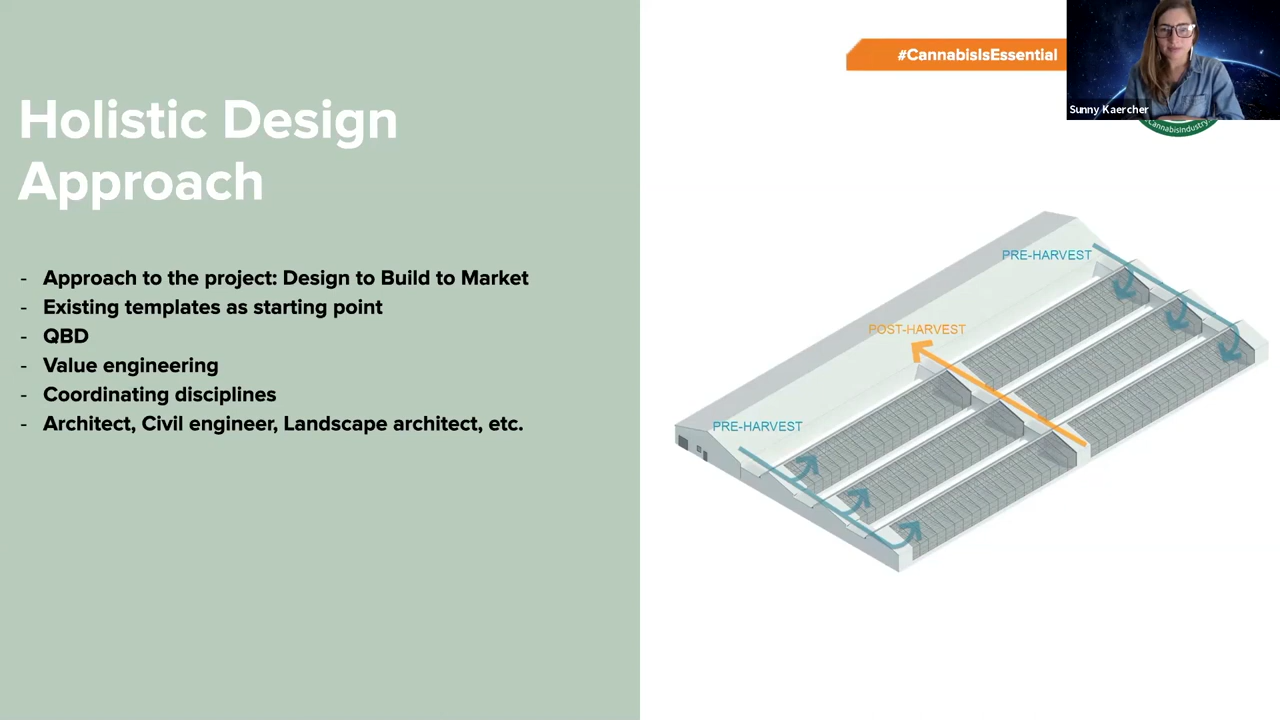 #CannabisIsEssential
Sunny Kaercher
CannabisIndustry
Holistic Design
Approach
- Approach to the project: Design to Build to Market
- Existing templates as starting point
- QBD
- Value engineering
- Coordinating disciplines
- Architect, Civil engineer, Landscape architect, etc.
PRE-HARVEST
POST-HARVEST
PRE-HARVEST